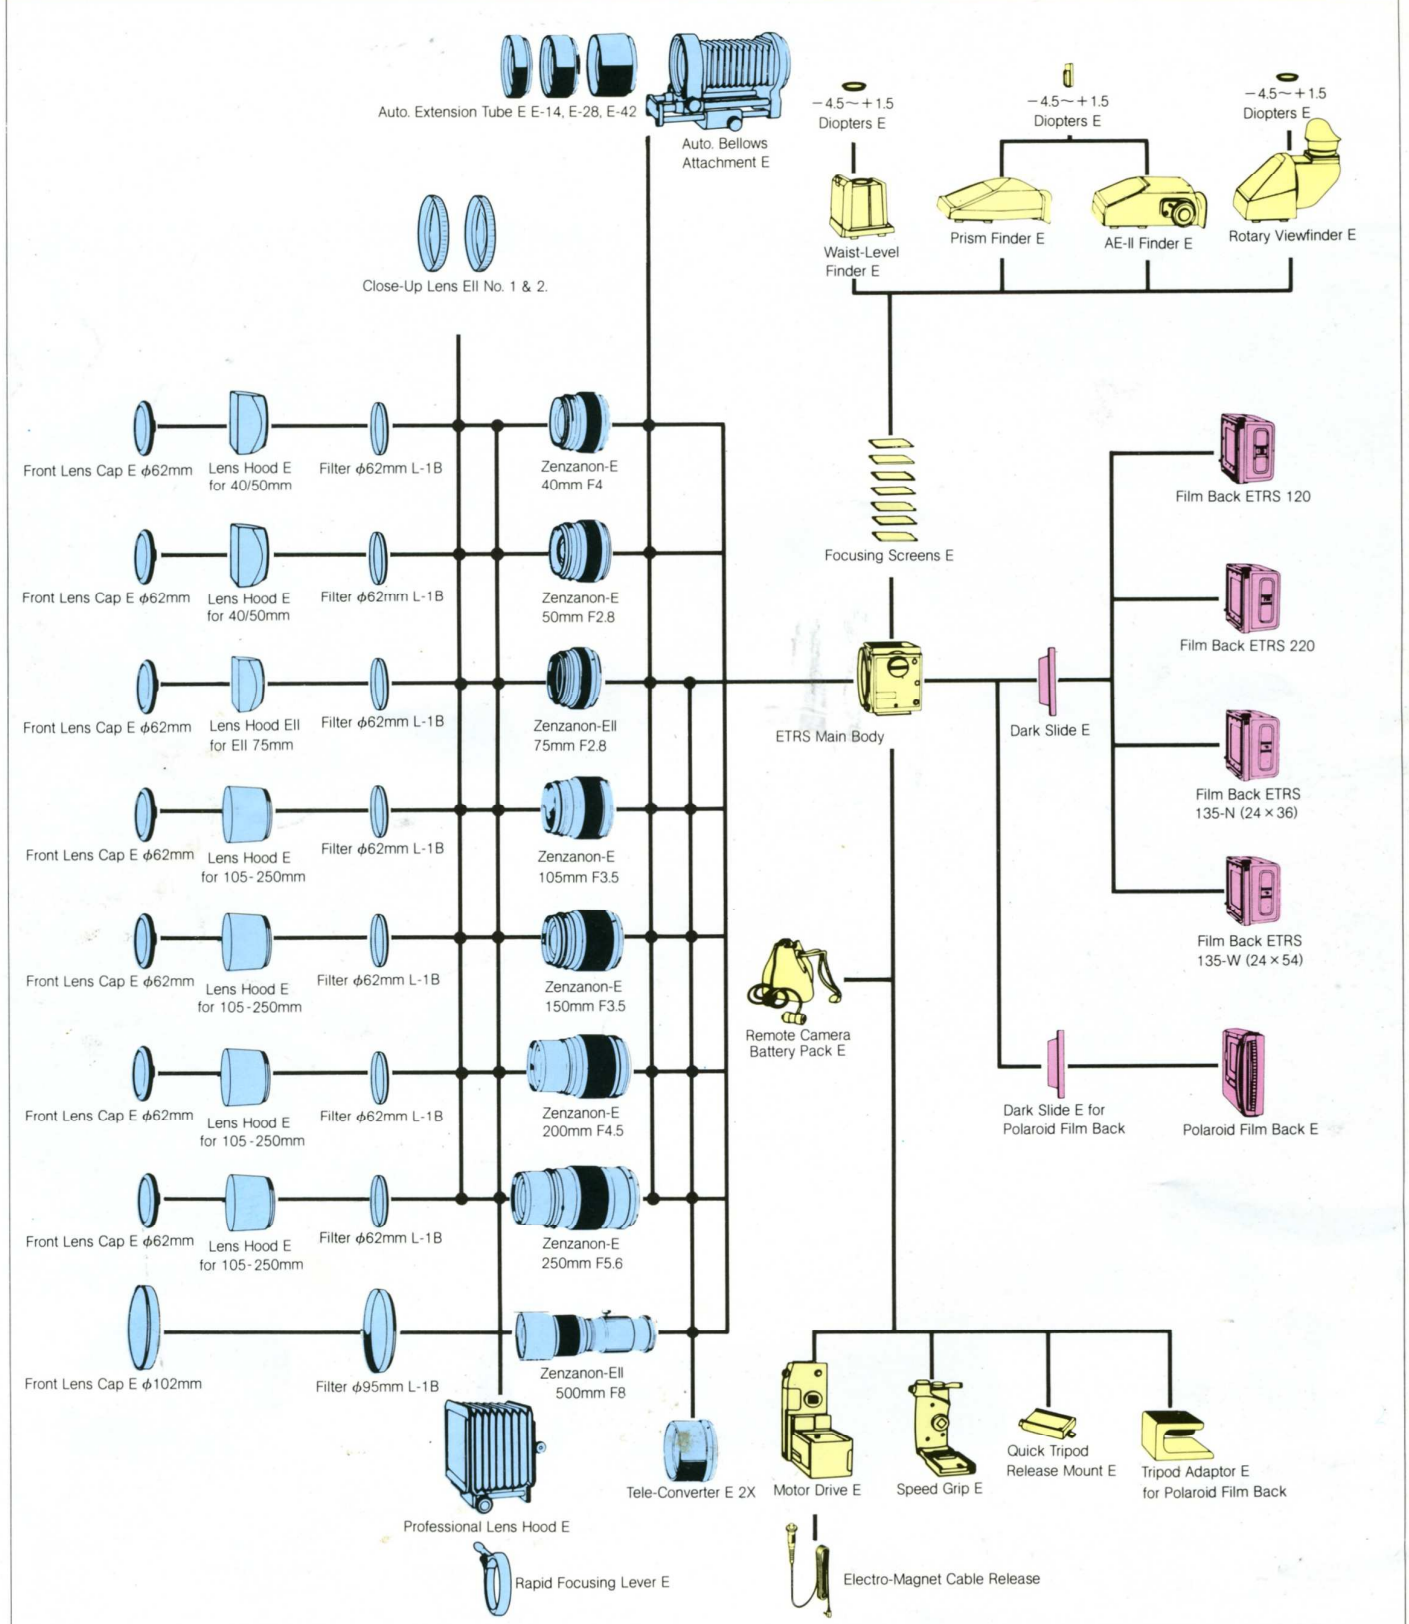 Auto. Extension Tube E E-14, E-28, E-42
Auto. Bellows
Attachment E
−4.5~+1.5
Diopters E
−4.5~+1.5
Diopters E
−4.5~+1.5
Diopters E
Waist-Level
Finder E
Prism Finder E
AE-II Finder E
Rotary Viewfinder E
Close-Up Lens EII No. 1 & 2.
Front Lens Cap E ϕ62mm
Lens Hood E
for 40/50mm
Filter ϕ62mm L-1B
Zenzanon-E
40mm F4
Front Lens Cap E ϕ62mm
Lens Hood E
for 40/50mm
Filter ϕ62mm L-1B
Zenzanon-E
50mm F2.8
Front Lens Cap E ϕ62mm
Lens Hood EII
for EII 75mm
Filter ϕ62mm L-1B
Zenzanon-EII
75mm F2.8
Front Lens Cap E ϕ62mm
Lens Hood E
for 105-250mm
Filter ϕ62mm L-1B
Zenzanon-E
105mm F3.5
Front Lens Cap E ϕ62mm
Lens Hood E
for 105-250mm
Filter ϕ62mm L-1B
Zenzanon-E
150mm F3.5
Front Lens Cap E ϕ62mm
Lens Hood E
for 105-250mm
Filter ϕ62mm L-1B
Zenzanon-E
200mm F4.5
Front Lens Cap E ϕ62mm
Lens Hood E
for 105-250mm
Filter ϕ62mm L-1B
Zenzanon-E
250mm F5.6
Front Lens Cap E ϕ102mm
Filter ϕ95mm L-1B
Zenzanon-EII
500mm F8
Professional Lens Hood E
Rapid Focusing Lever E
Tele-Converter E 2X
Focusing Screens E
ETRS Main Body
Dark Slide E
Film Back ETRS 120
Film Back ETRS 220
Film Back ETRS
135-N (24×36)
Film Back ETRS
135-W (24×54)
Remote Camera
Battery Pack E
Dark Slide E for
Polaroid Film Back
Polaroid Film Back E
Motor Drive E
Speed Grip E
Quick Tripod
Release Mount E
Tripod Adaptor E
for Polaroid Film Back
Electro-Magnet Cable Release